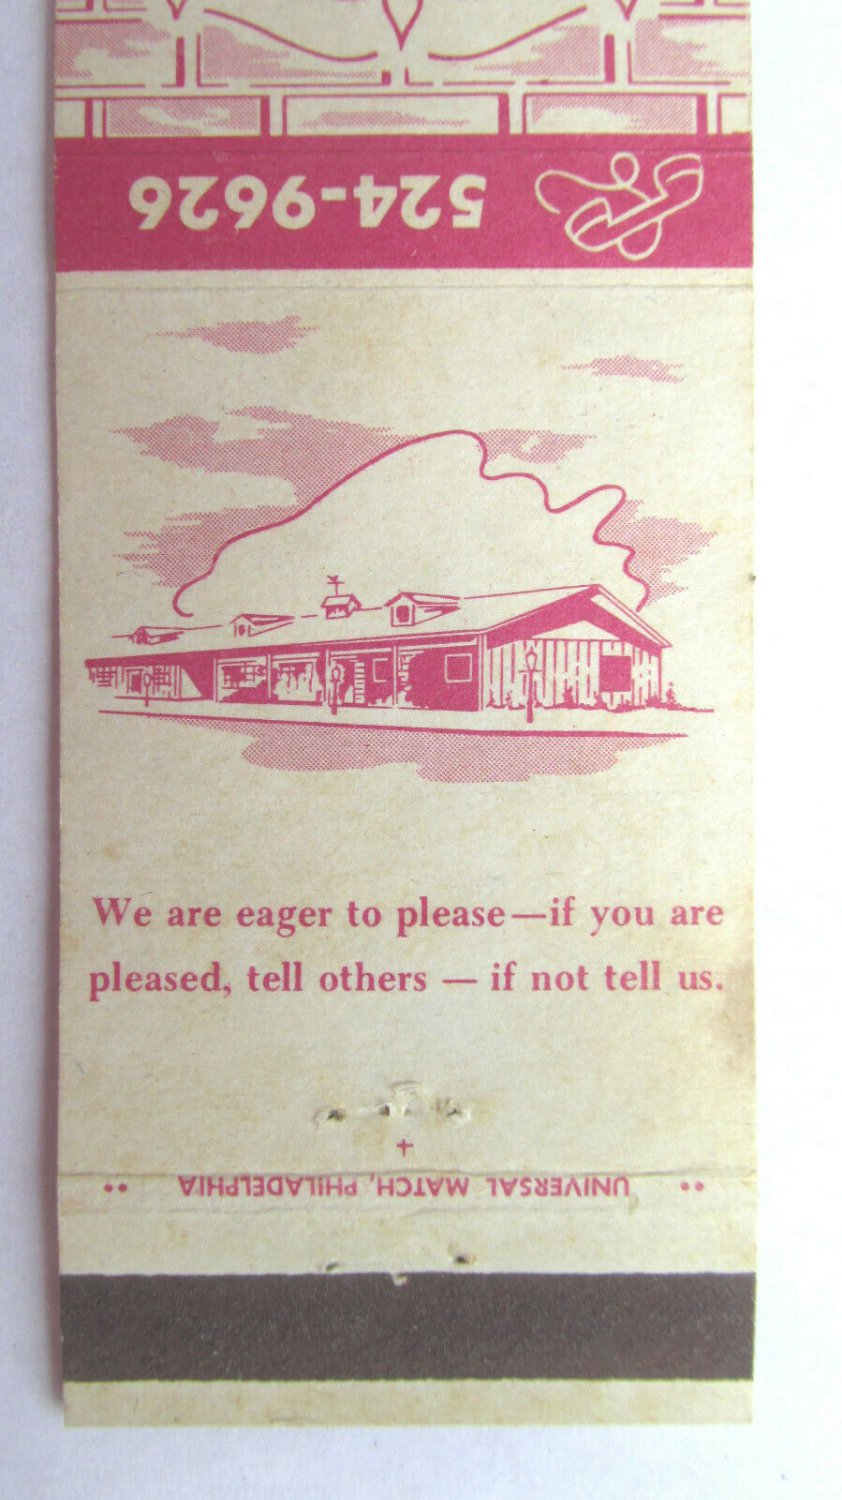 524-9626
We are eager to please—if you are
pleased, tell others — if not tell us.
UNIVERSAL MATCH, PHILADELPHIA